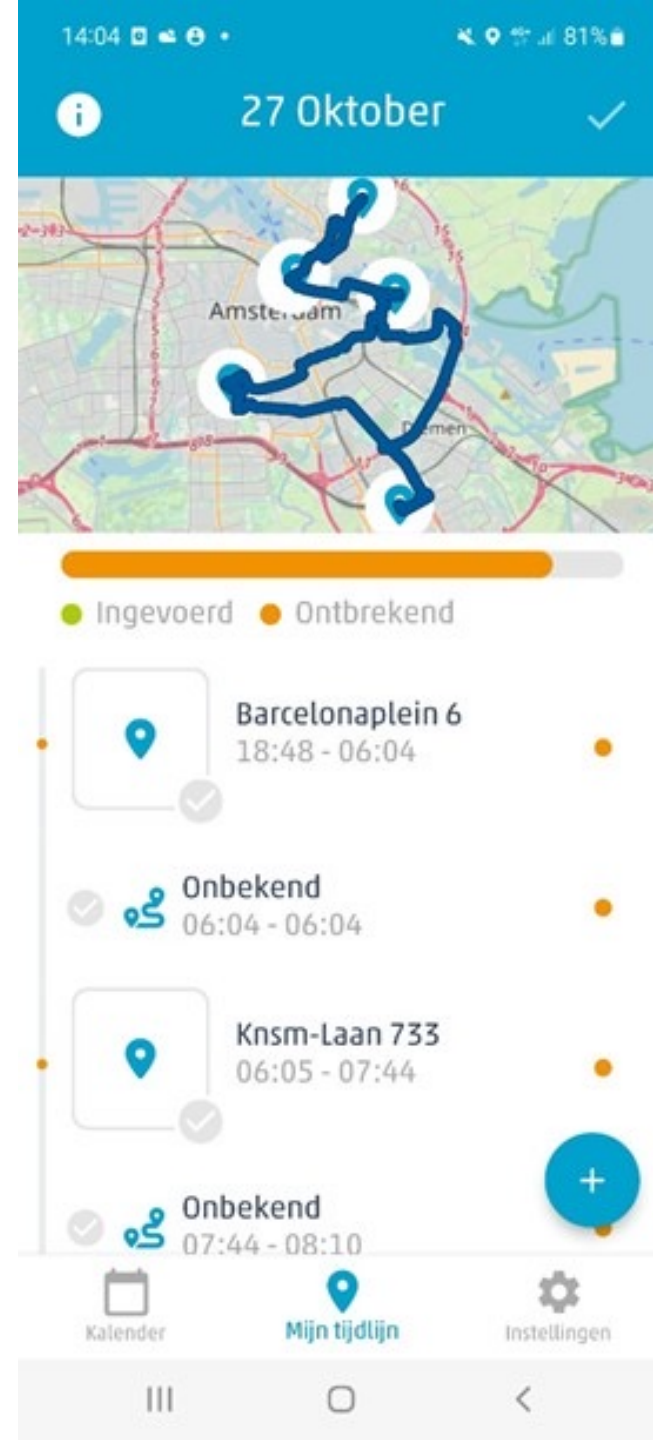 14:04
81%
27 Oktober
Amsterdam
Ingevoerd
Ontbrekend
Barcelonaplein 6
18:48 - 06:04
Onbekend
06:04 - 06:04
Knsm-Laan 733
06:05 - 07:44
Onbekend
07:44 - 08:10
Kalender
Mijn tijdlijn
Instellingen